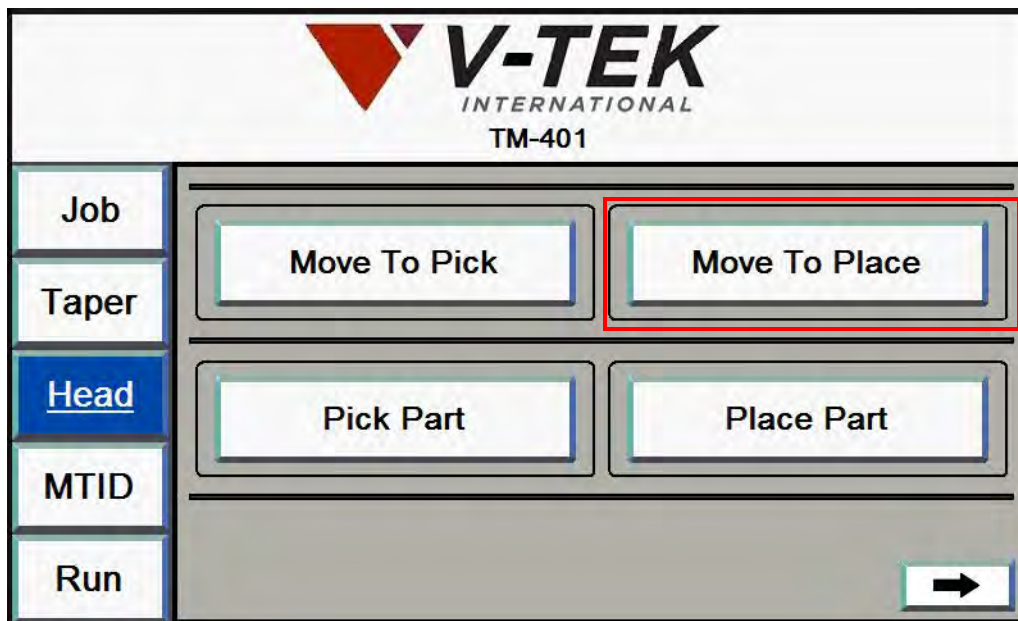 V-TEK
INTERNATIONAL
TM-401
Job
Move To Pick
Move To Place
Taper
Head
Pick Part
Place Part
MTID
Run